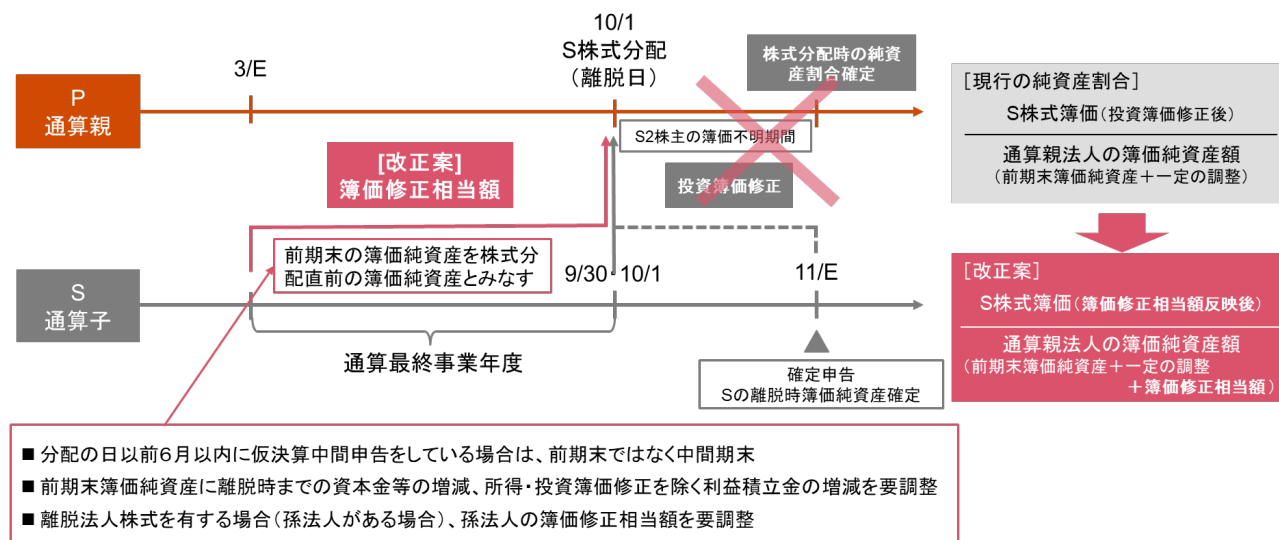 10/1
S株式分配
（離脱日）
3/E
株式分配時の純資
産割合確定
P
通算親
S2株主の簿価不明期間
[改正案]
簿価修正相当額
投資簿価修正
前期末の簿価純資産を株式分
配直前の簿価純資産とみなす
9/30
10/1
11/E
S
通算子
通算最終事業年度
確定申告
Sの離脱時簿価純資産確定
［現行の純資産割合］
S株式簿価（投資簿価修正後）
通算親法人の簿価純資産額
（前期末簿価純資産＋一定の調整）
［改正案］
S株式簿価（簿価修正相当額反映後）
通算親法人の簿価純資産額
（前期末簿価純資産＋一定の調整
＋簿価修正相当額）
■ 分配の日以前６月以内に仮決算中間申告をしている場合は、前期末ではなく中間期末
■ 前期末簿価純資産に離脱時までの資本金等の増減、所得・投資簿価修正を除く利益積立金の増減を要調整
■ 離脱法人株式を有する場合（孫法人がある場合）、孫法人の簿価修正相当額を要調整